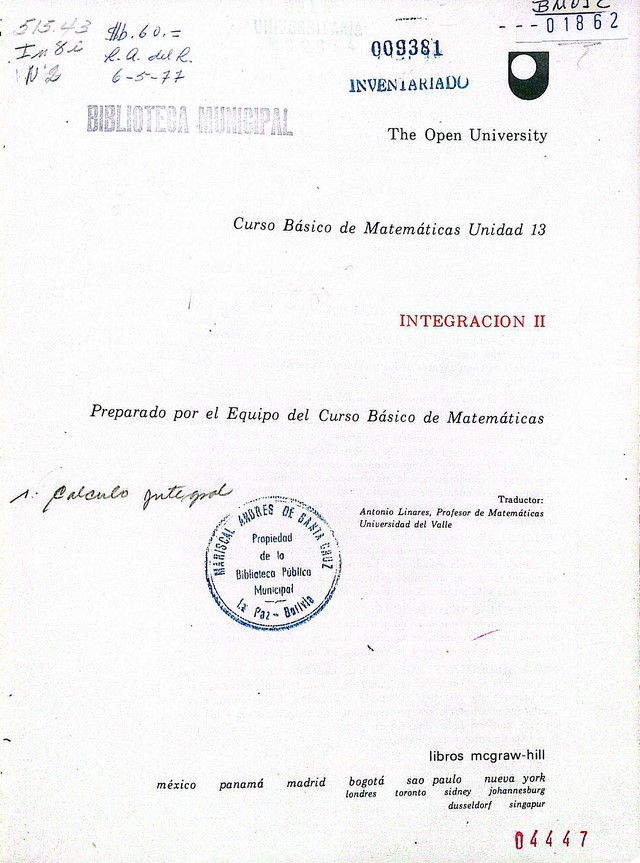 515.43
In8i
Nº2
$b.60.=
R. A. del R.
6-5-77
009381
INVENTARIADO
BMDSC
---01862
BIBLIOTECA MUNICIPAL
The Open University
Curso Básico de Matemáticas Unidad 13
INTEGRACION II
Preparado por el Equipo del Curso Básico de Matemáticas
1. Calculo Integral
Traductor:
Antonio Linares, Profesor de Matemáticas
Universidad del Valle
MARISCAL ANDRES DE SANTA CRUZ
Propiedad
de la
Biblioteca Pública
Municipal
La Paz - Bolivia
libros mcgraw-hill
méxico panamá madrid bogotá sao paulo nueva york
londres toronto sidney johannesburg
dusseldorf singapur
04447